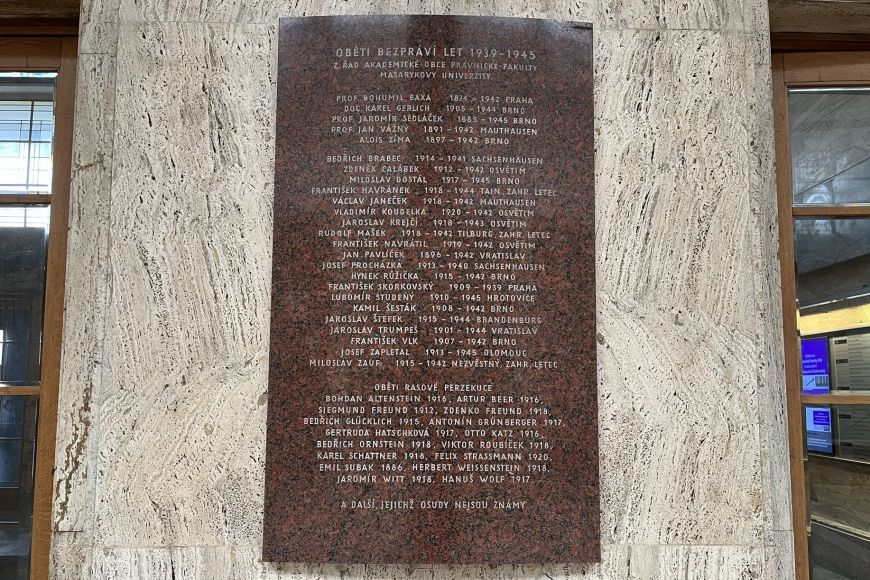 OBĚTI BEZPRÁVÍ LET 1939-1945
Z ŘAD AKADEMICKÉ OBCE PRÁVNICKÉ FAKULTY
MASARYKOVY UNIVERZITY
PROF. BOHUMIL BAXA 1874 - 1942 PRAHA
DOC. KAREL GERLICH 1903 - 1944 BRNO
PROF. JAROMÍR SEDLÁČEK 1885 - 1945 BRNO
PROF. JAN VÁŽNÝ 1891 - 1942 MAUTHAUSEN
ALOIS ZÍMA 1897 - 1942 BRNO
BEDŘICH BRABEC 1914 - 1941 SACHSENHAUSEN
ZDENĚK ČALÁBEK 1912 - 1942 OSVĚTIM
MILOSLAV DOSTÁL 1917 - 1945 BRNO
FRANTIŠEK HAVRÁNEK 1918 - 1944 TAJN. ZAHR. LETEC
VÁCLAV JANEČEK 1918 - 1942 MAUTHAUSEN
VLADIMÍR KOUDELKA 1920 - 1942 OSVĚTIM
JAROSLAV KREJČÍ 1918 - 1943 OSVĚTIM
RUDOLF MAŠEK 1918 - 1942 TILBURG, ZAHR. LETEC
FRANTIŠEK NAVRÁTIL 1919 - 1942 OSVĚTIM
JAN PAVLÍČEK 1896 - 1942 VRATISLAV
JOSEF PROCHÁZKA 1913 - 1940 SACHSENHAUSEN
HYNEK RŮŽIČKA 1915 - 1942 BRNO
FRANTIŠEK SKORKOVSKÝ 1909 - 1939 PRAHA
LUBOMÍR STUDENÝ 1910 - 1945 HROTOVICE
KAMIL ŠESTÁK 1908 - 1942 BRNO
JAROSLAV ŠTEFEK 1915 - 1944 BRANDENBURG
JAROSLAV TRUMPEŠ 1901 - 1944 VRATISLAV
FRANTIŠEK VLK 1907 - 1942 BRNO
JOSEF ZAPLETAL 1913 - 1945 OLOMOUC
MILOSLAV ZAUF 1915 - 1942 NEZVĚSTNÝ, ZAHR. LETEC
OBĚTI RASOVÉ PERZEKUCE
BOHDAN ALTENSTEIN 1916, ARTUR BEER 1916,
SIEGMUND FREUND 1912, ZDENKO FREUND 1918,
BEDŘICH GLÜCKLICH 1915, ANTONÍN GRÜNBERGER 1917,
GERTRUDA HATSCHKOVÁ 1917, OTTO KATZ 1916,
BEDŘICH ORNSTEIN 1918, VIKTOR ROUBÍČEK 1918,
KAREL SCHATTNER 1918, FELIX STRASSMANN 1920,
EMIL SUBAK 1886, HERBERT WEISSENSTEIN 1918,
JAROMÍR WITT 1918, HANUŠ WOLF 1917
A DALŠÍ, JEJICHŽ OSUDY NEJSOU ZNÁMY